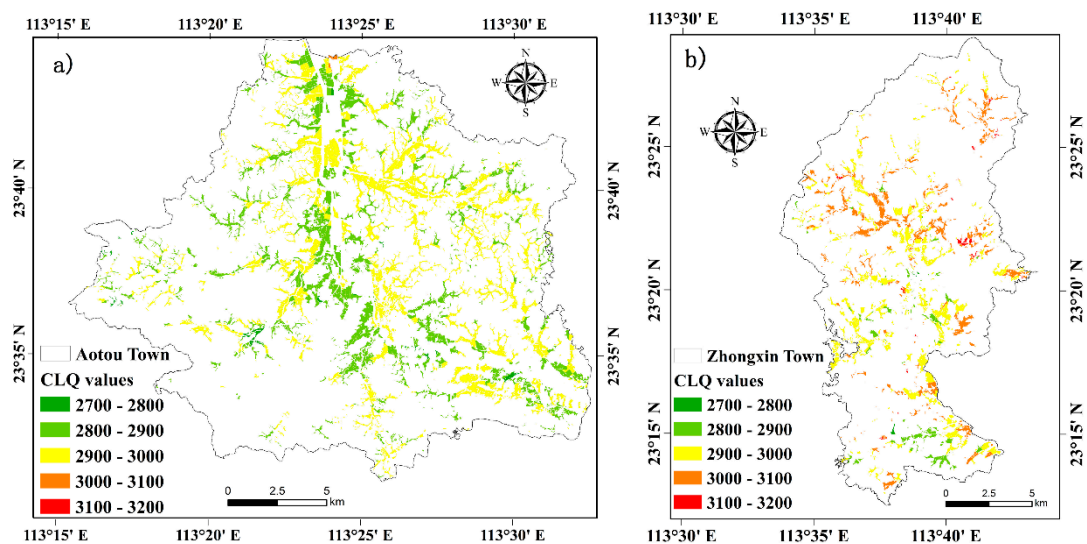 113°15' E 113°20' E 113°25' E 113°30' E
a)
N
W E
S
23°40' N 23°40' N
23°35' N 23°35' N
Aotou Town
CLQ values
2700 - 2800
2800 - 2900
2900 - 3000
3000 - 3100
3100 - 3200
0 2.5 5
km
113°15' E 113°20' E 113°25' E 113°30' E
113°30' E 113°35' E 113°40' E
b)
N
W E
S
23°25' N 23°25' N
23°20' N 23°20' N
23°15' N 23°15' N
Zhongxin Town
CLQ values
2700 - 2800
2800 - 2900
2900 - 3000
3000 - 3100
3100 - 3200
0 2.5 5
km
113°30' E 113°35' E 113°40' E